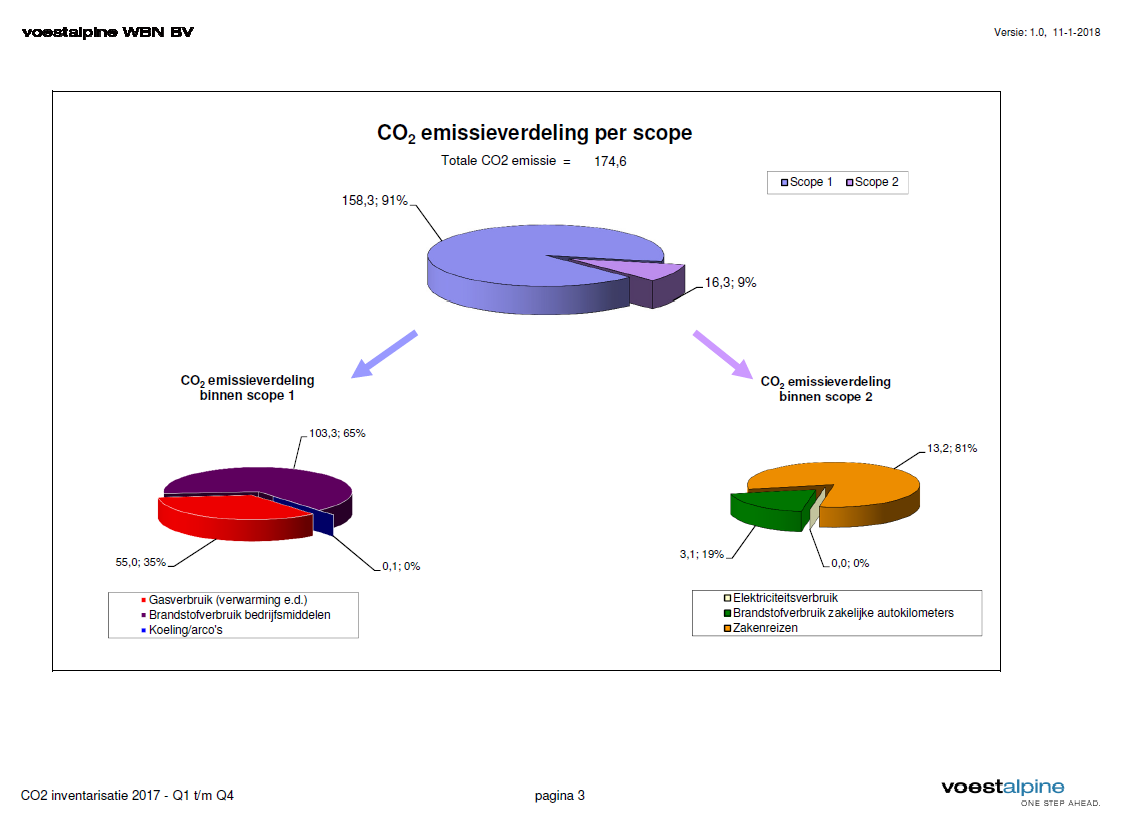 voestalpine WBN BV
Versie: 1.0, 11-1-2018
CO2 emissieverdeling per scope
Totale CO2 emissie = 174,6
Scope 1 Scope 2
158,3; 91%
16,3; 9%
CO2 emissieverdeling
binnen scope 1
CO2 emissieverdeling
binnen scope 2
103,3; 65%
55,0; 35%
0,1; 0%
13,2; 81%
3,1; 19%
0,0; 0%
Gasverbruik (verwarming e.d.)
Brandstofverbruik bedrijfsmiddelen
Koeling/arco's
Elektriciteitsverbruik
Brandstofverbruik zakelijke autokilometers
Zakenreizen
CO2 inventarisatie 2017 - Q1 t/m Q4
pagina 3
voestalpine
ONE STEP AHEAD.